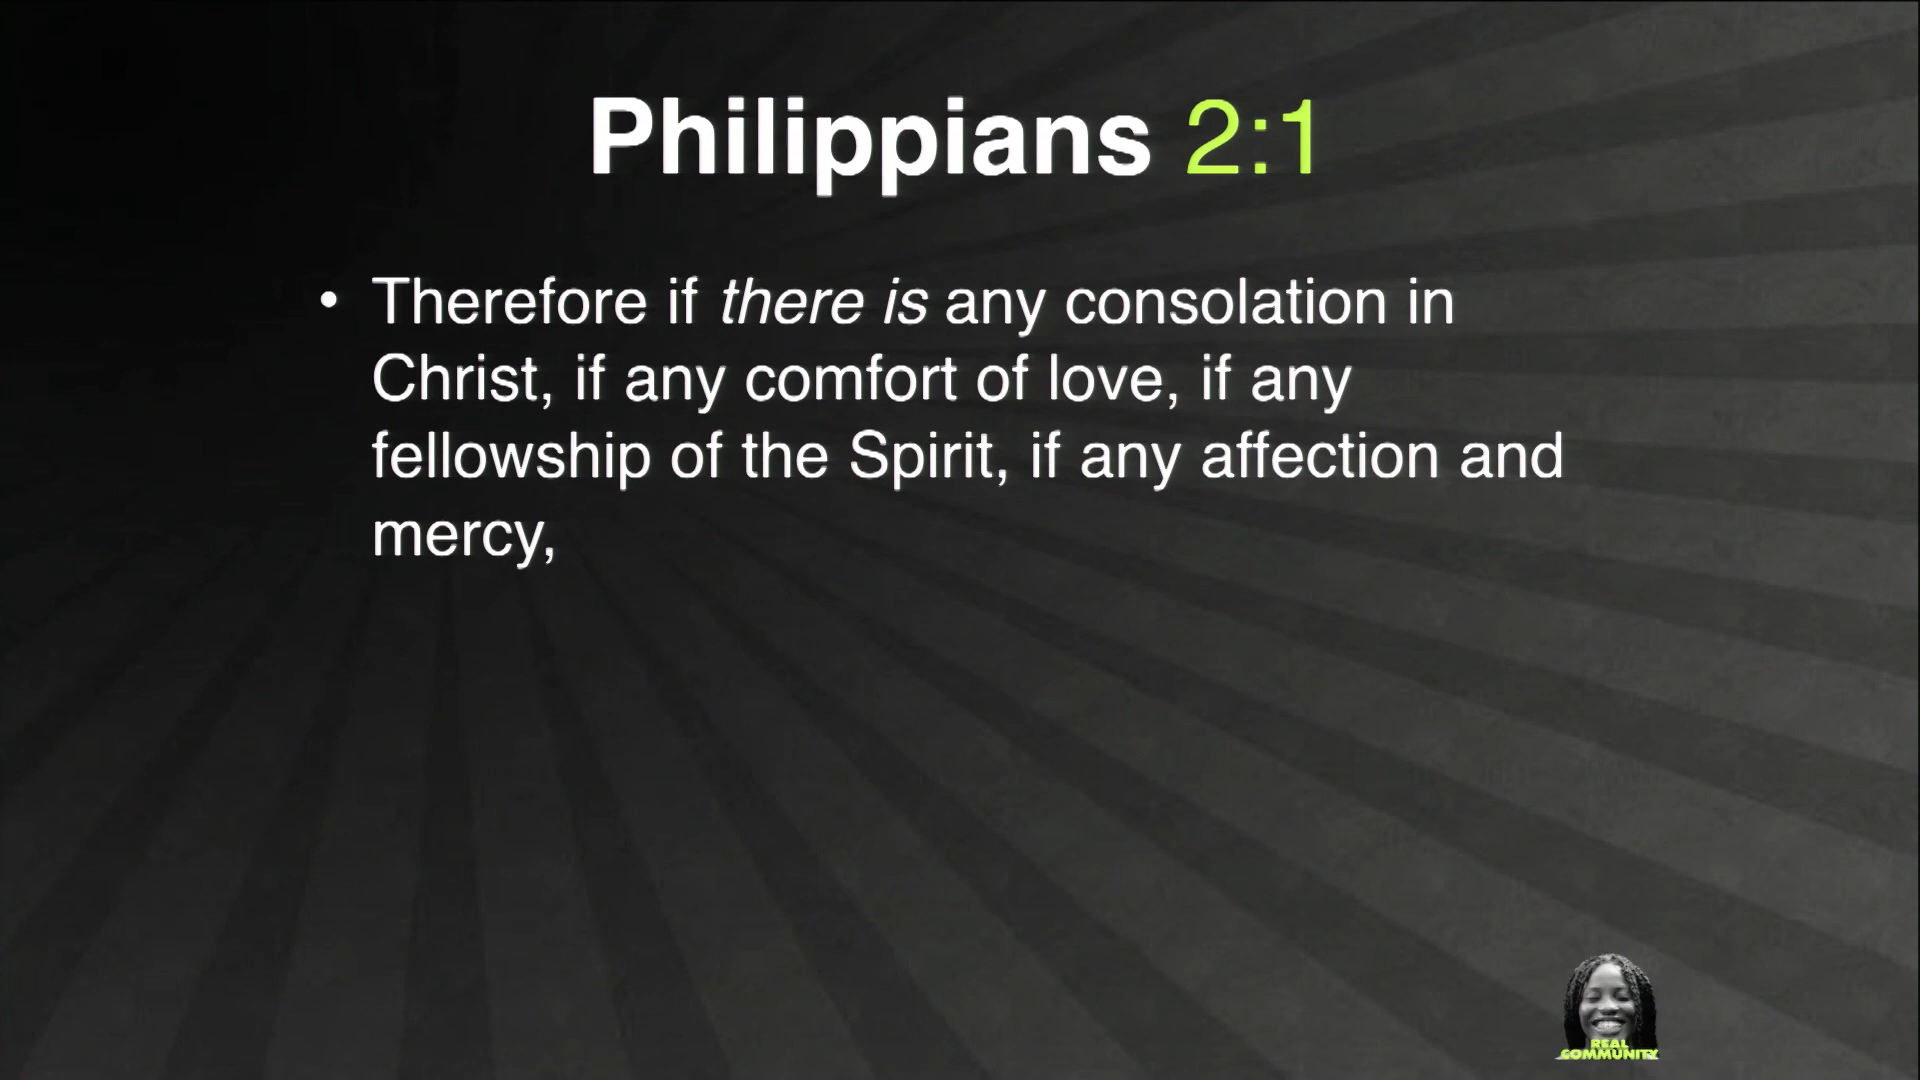 Philippians 2:1
• Therefore if there is any consolation in
Christ, if any comfort of love, if any
fellowship of the Spirit, if any affection and
mercy,
REAL
COMMUNITY